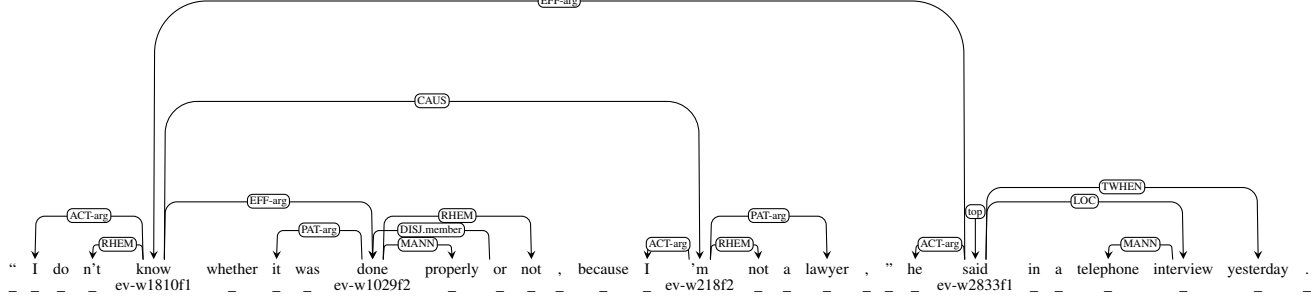 EFF-arg
CAUS
TWHEN
EFF-arg LOC
top
ACT-arg RHEM PAT-arg
PAT-arg DISJ.member
RHEM MANN ACT-arg RHEM ACT-arg MANN
“ I do n't know whether it was done properly or not , because I 'm not a lawyer , ” he said in a telephone interview yesterday .
_ _ _ _ ev-w1810f1 _ _ _ ev-w1029f2 _ _ _ _ _ _ ev-w218f2 _ _ _ _ _ _ ev-w2833f1 _ _ _ _ _ _